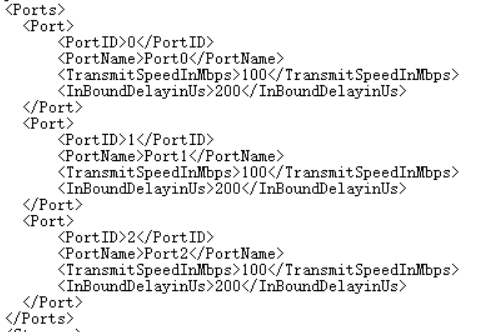 <Ports>
<Port>
<PortID>0</PortID>
<PortName>Port0</PortName>
<TransmitSpeedInMbps>100</TransmitSpeedInMbps>
<InBoundDelayinUs>200</InBoundDelayinUs>
</Port>
<Port>
<PortID>1</PortID>
<PortName>Port1</PortName>
<TransmitSpeedInMbps>100</TransmitSpeedInMbps>
<InBoundDelayinUs>200</InBoundDelayinUs>
</Port>
<Port>
<PortID>2</PortID>
<PortName>Port2</PortName>
<TransmitSpeedInMbps>100</TransmitSpeedInMbps>
<InBoundDelayinUs>200</InBoundDelayinUs>
</Port>
</Ports>